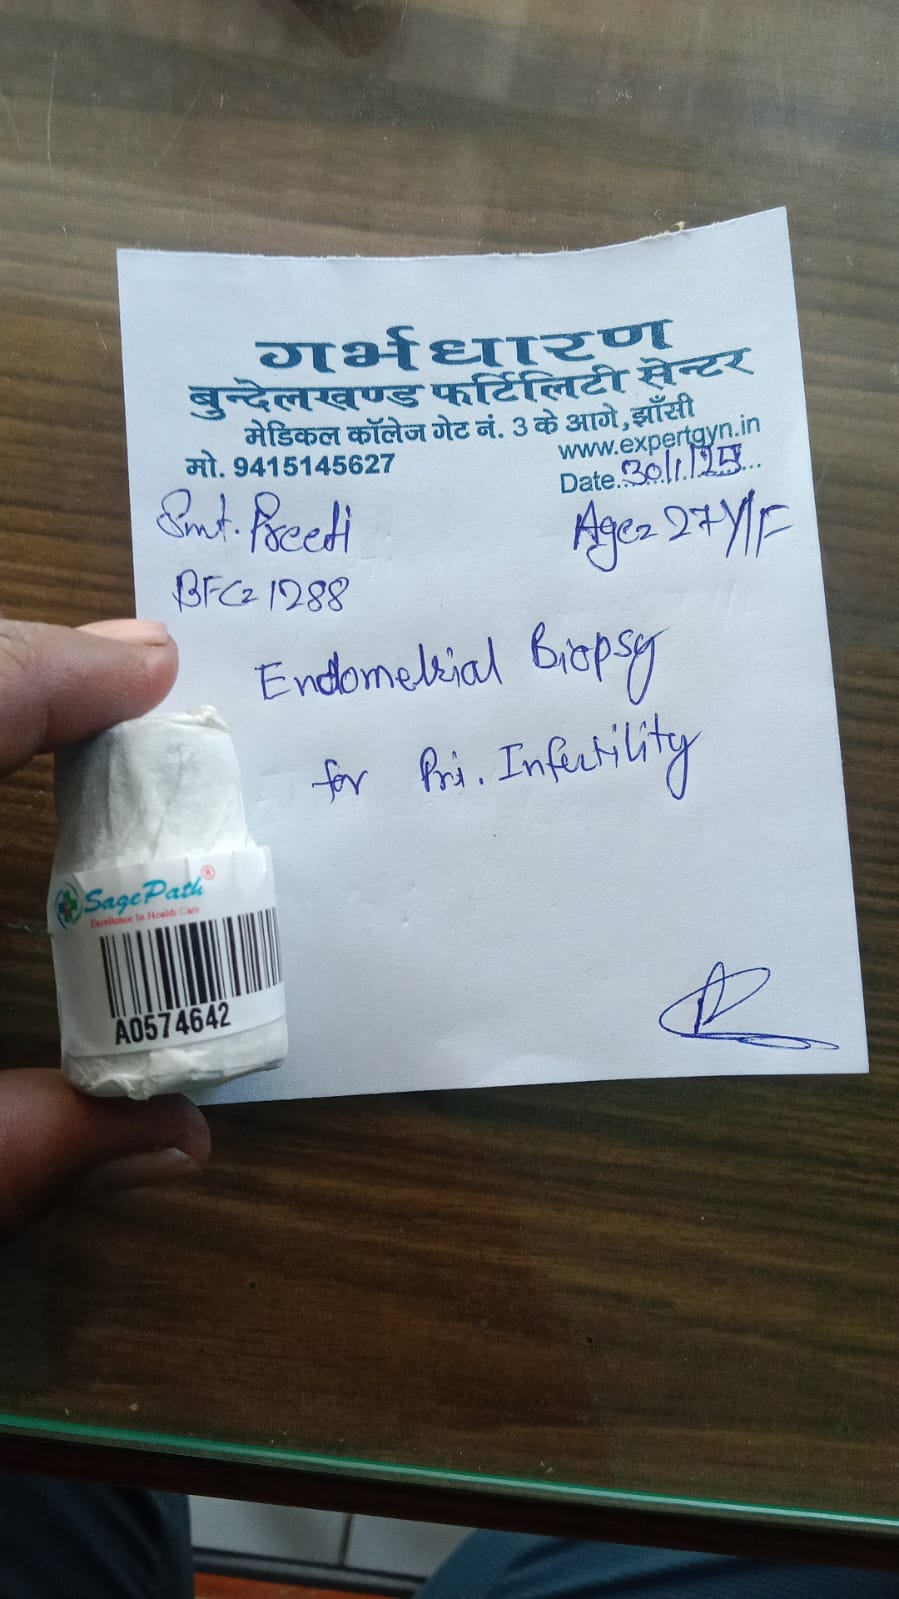 गर्भधारण
बुन्देलखण्ड फर्टिलिटी सेन्टर
मेडिकल कॉलेज गेट नं. 3 के आगे, झाँसी
मो. 9415145627
www.expertgyn.in
Date. 30/1/25
Smt. Preeti
Age= 27Y/F
BFC= 1288
Endometrial Biopsy
for Pri. Infertility
SagePath®
Excellence In Health Care
A0574642